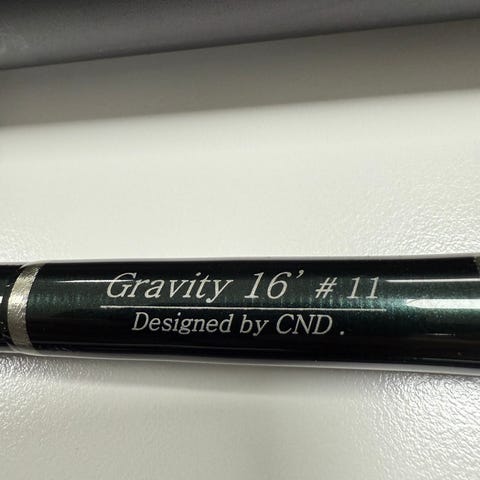 Gravity 16' # 11
Designed by CND .